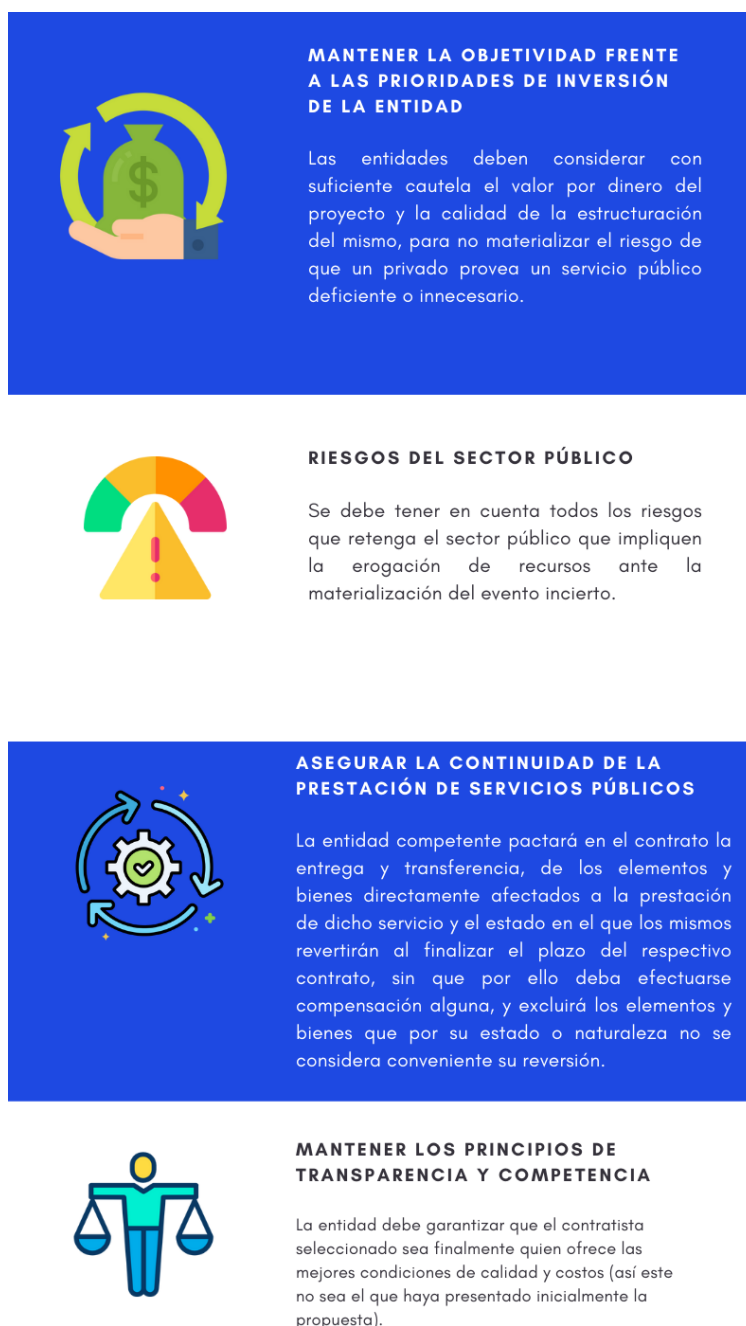 MANTENER LA OBJETIVIDAD FRENTE
A LAS PRIORIDADES DE INVERSIÓN
DE LA ENTIDAD
Las entidades deben considerar con
suficiente cautela el valor por dinero del
proyecto y la calidad de la estructuración
del mismo, para no materializar el riesgo de
que un privado provea un servicio público
deficiente o innecesario.
$
RIESGOS DEL SECTOR PÚBLICO
Se debe tener en cuenta todos los riesgos
que retenga el sector público que impliquen
la erogación de recursos ante la
materialización del evento incierto.
!
ASEGURAR LA CONTINUIDAD DE LA
PRESTACIÓN DE SERVICIOS PÚBLICOS
La entidad competente pactará en el contrato la
entrega y transferencia, de los elementos y
bienes directamente afectados a la prestación
de dicho servicio y el estado en el que los mismos
revertirán al finalizar el plazo del respectivo
contrato, sin que por ello deba efectuarse
compensación alguna, y excluirá los elementos y
bienes que por su estado o naturaleza no se
considera conveniente su reversión.
MANTENER LOS PRINCIPIOS DE
TRANSPARENCIA Y COMPETENCIA
La entidad debe garantizar que el contratista
seleccionado sea finalmente quien ofrece las
mejores condiciones de calidad y costos (así este
no sea el que haya presentado inicialmente la
propuesta).